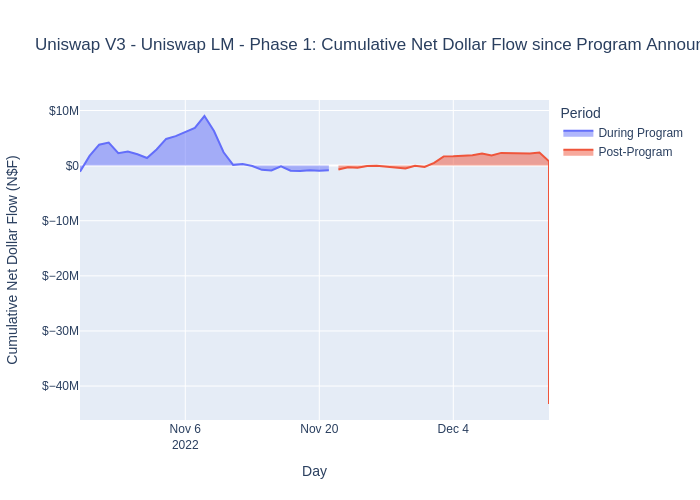 Uniswap V3 - Uniswap LM - Phase 1: Cumulative Net Dollar Flow since Program
Period
During Program
Post-Program
Cumulative Net Dollar Flow (N$F)
$10M
$0
$−10M
$−20M
$−30M
$−40M
Nov 6
2022
Nov 20
Dec 4
Day